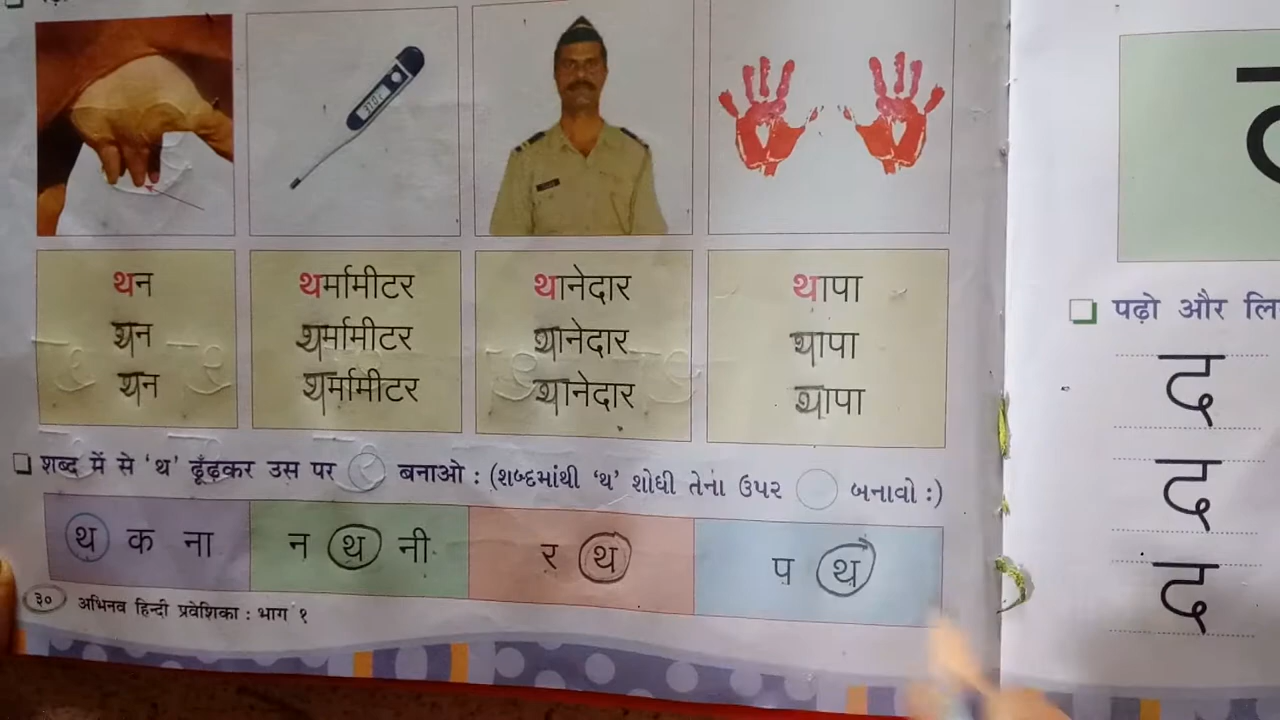 थन थर्मामीटर थानेदार थापा
थन थर्मामीटर थानेदार थापा
थन थर्मामीटर थानेदार थापा
शब्द में से 'थ' ढूँढ़कर उस पर बनाओ : (શબ્દમાંથી 'થ' શોધી તેના ઉપર બનાવો :)
थ क ना न थ नी र थ प थ
३० अभिनव हिन्दी प्रवेशिका : भाग १
पढ़ो और
द
द
द